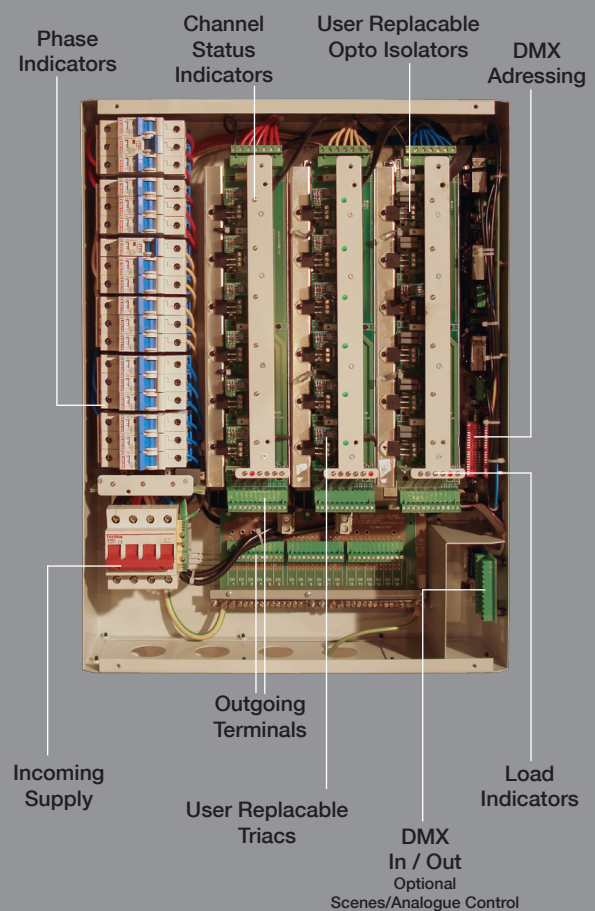 Phase
Indicators
Channel
Status
Indicators
User Replacable
Opto Isolators
DMX
Adressing
Outgoing
Terminals
Incoming
Supply
User Replacable
Triacs
DMX
In / Out
Optional
Scenes/Analogue Control
Load
Indicators